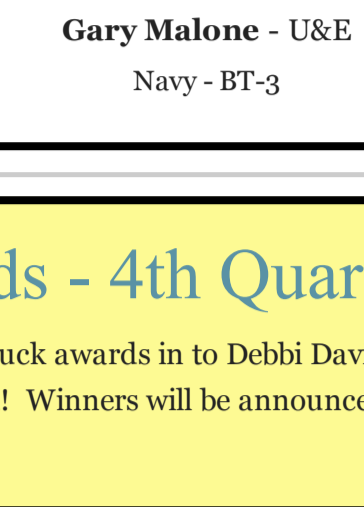 Gary Malone - U&E
Navy - BT-3
ds - 4th Quar
uck awards in to Debbi Dav
! Winners will be announce